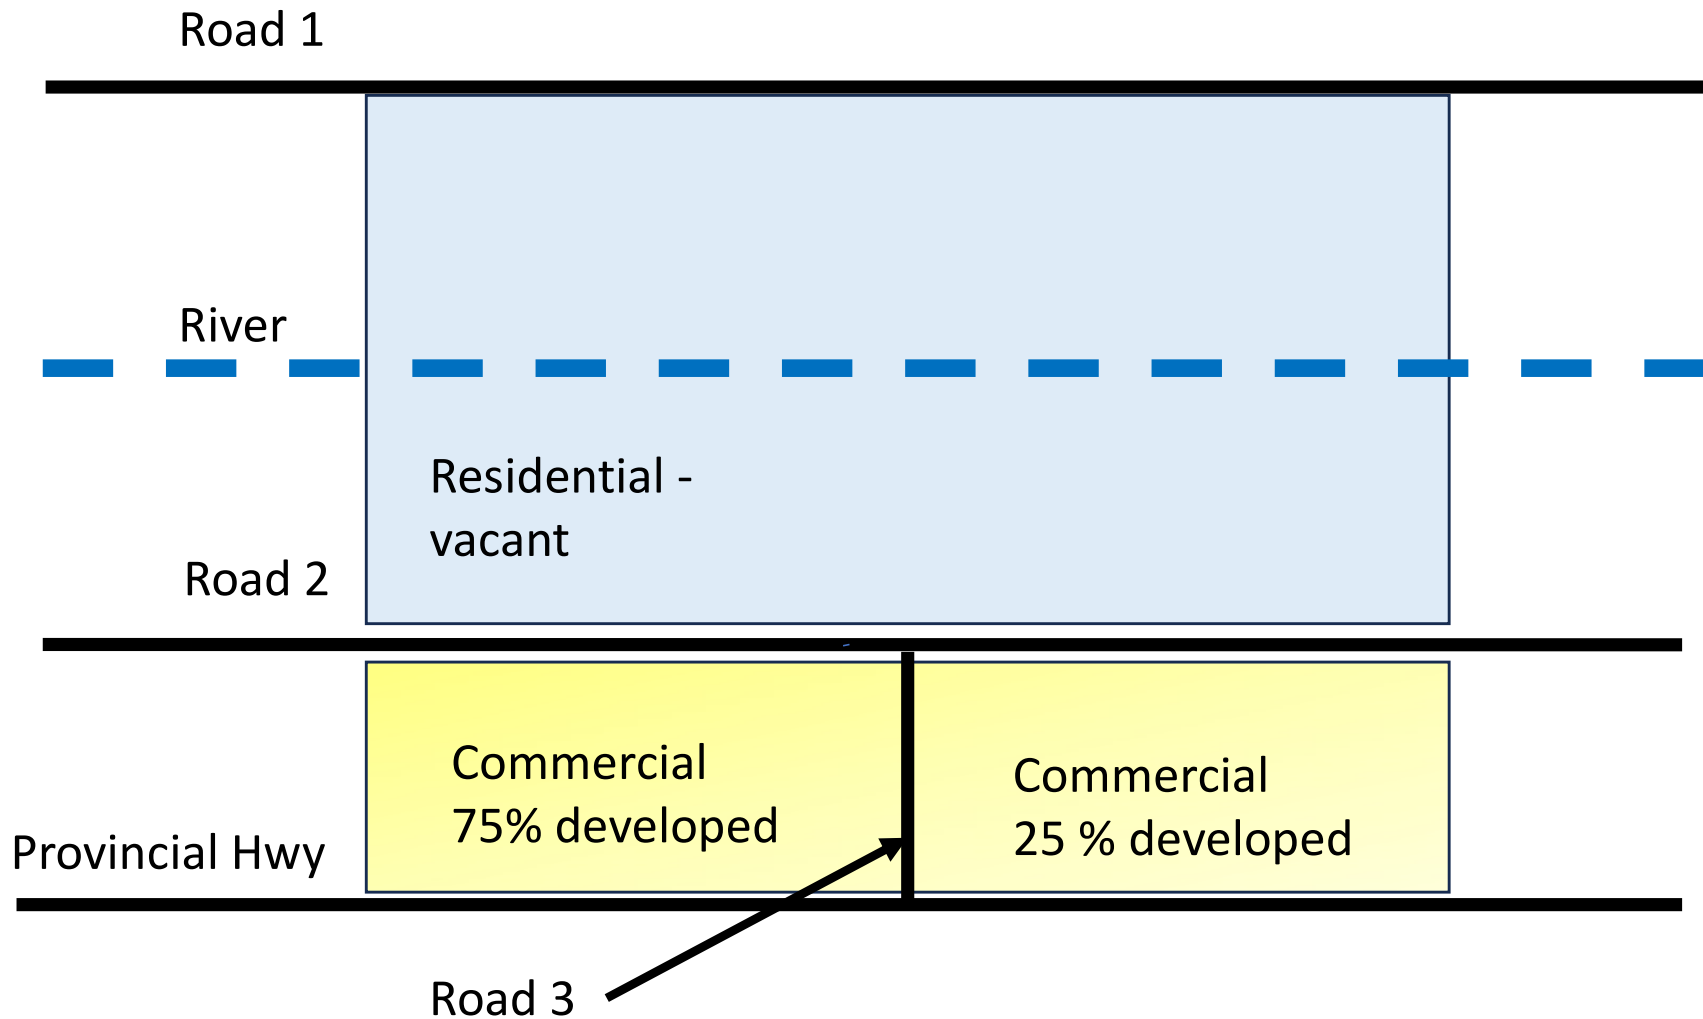 Road 1
River
Residential -
vacant
Road 2
Commercial
75% developed
Commercial
25 % developed
Provincial Hwy
Road 3